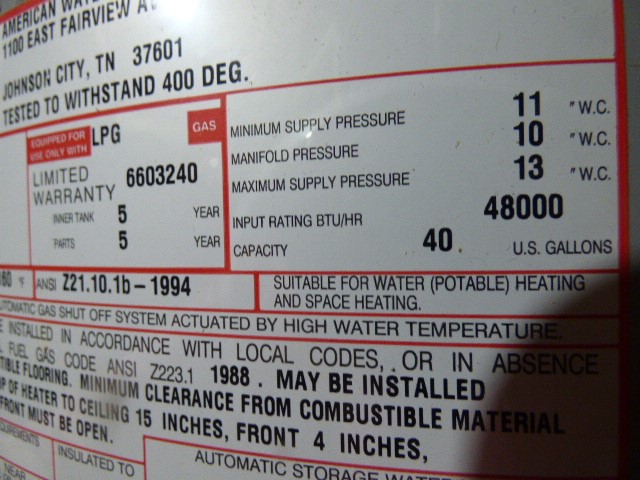 AMERICAN WATE
1100 EAST FAIRVIEW AV
JOHNSON CITY, TN 37601
TESTED TO WITHSTAND 400 DEG.
EQUIPPED FOR USE ONLY WITH LPG GAS
LIMITED WARRANTY 6603240
INNER TANK 5 YEAR
PARTS 5 YEAR
MINIMUM SUPPLY PRESSURE 11 "W.C.
MANIFOLD PRESSURE 10 "W.C.
MAXIMUM SUPPLY PRESSURE 13 "W.C.
INPUT RATING BTU/HR 48000
CAPACITY 40. U.S. GALLONS
°F ANSI Z21.10.1b-1994
SUITABLE FOR WATER (POTABLE) HEATING
AND SPACE HEATING.
UTOMATIC GAS SHUT OFF SYSTEM ACTUATED BY HIGH WATER TEMPERATURE.
E INSTALLED IN ACCORDANCE WITH LOCAL CODES, OR IN ABSENCE
FUEL GAS CODE ANSI Z223.1 1988. MAY BE INSTALLED
TIBLE FLOORING. MINIMUM CLEARANCE FROM COMBUSTIBLE MATERIAL
P OF HEATER TO CEILING 15 INCHES, FRONT 4 INCHES,
FRONT MUST BE OPEN.
UIREMENTS
NEAR
INSULATED TO
AUTOMATIC STORAGE WATE